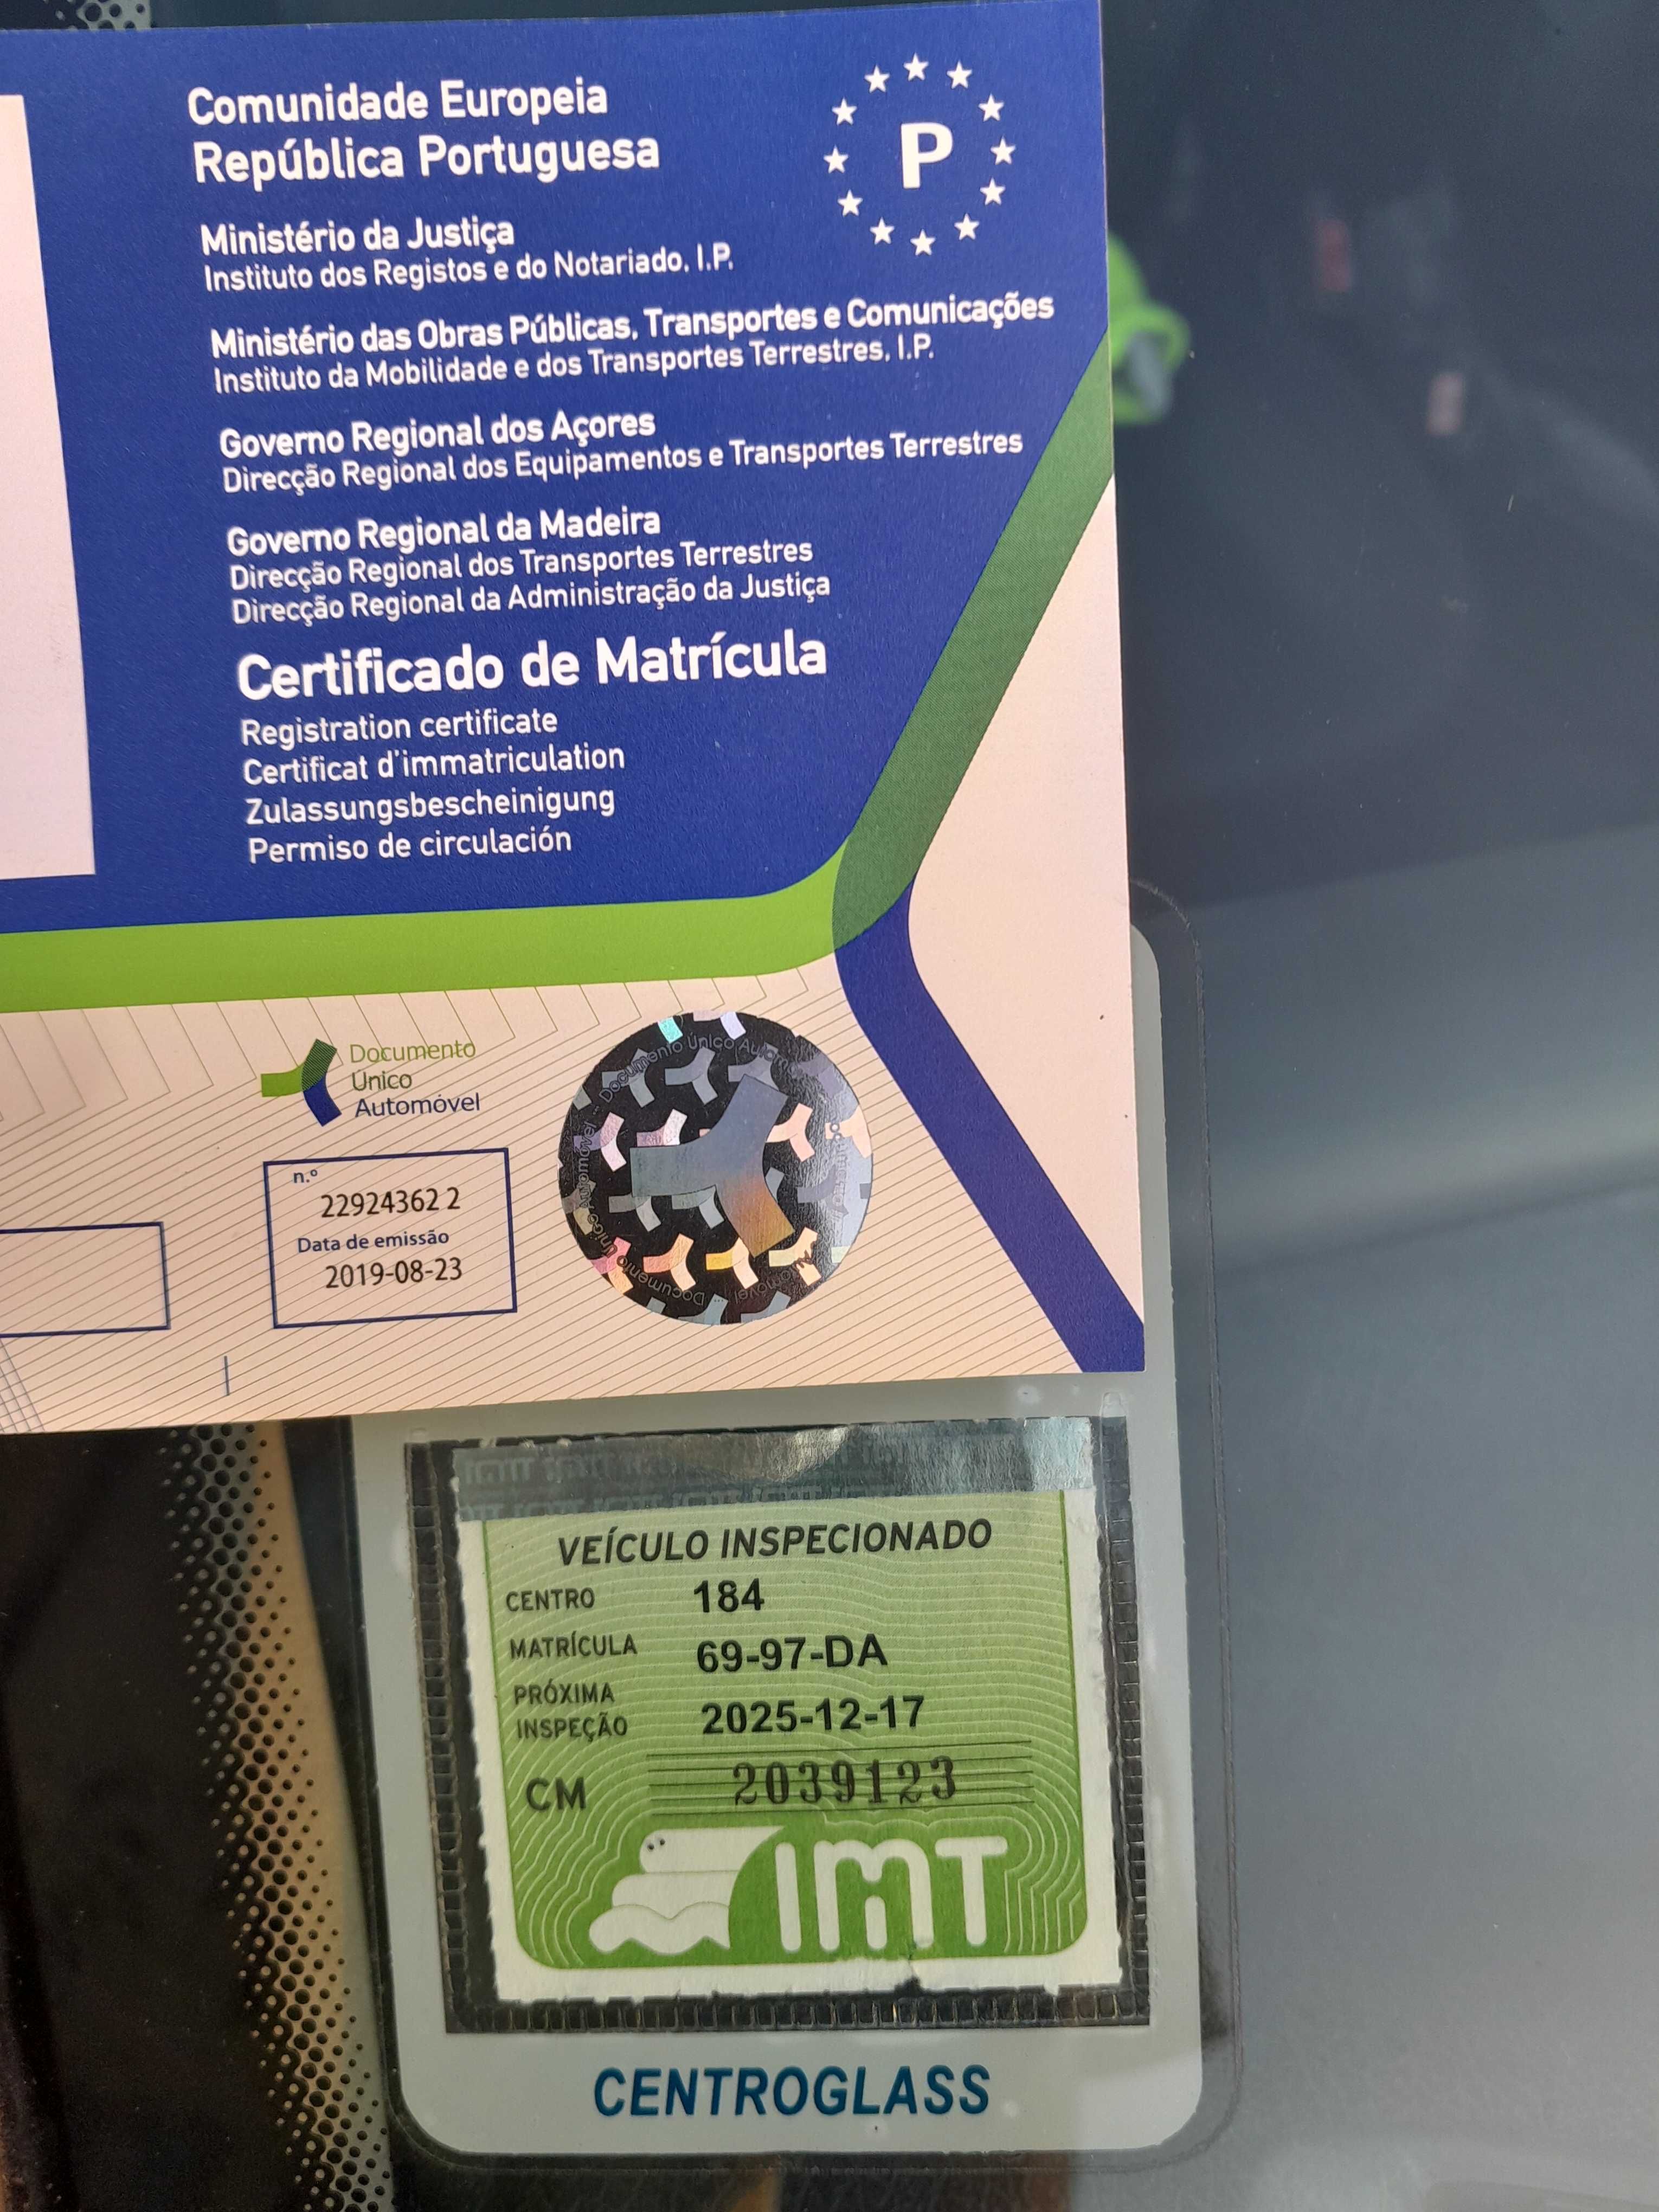 Comunidade Europeia
República Portuguesa
P
Ministério da Justiça
Instituto dos Registos e do Notariado, I.P.
Ministério das Obras Públicas, Transportes e Comunicações
Instituto da Mobilidade e dos Transportes Terrestres, I.P.
Governo Regional dos Açores
Direcção Regional dos Equipamentos e Transportes Terrestres
Governo Regional da Madeira
Direcção Regional dos Transportes Terrestres
Direcção Regional da Administração da Justiça
Certificado de Matrícula
Registration certificate
Certificat d'immatriculation
Zulassungsbescheinigung
Permiso de circulación
Documento
Único
Automóvel
Documento Único Automóvel
n.º
22924362 2
Data de emissão
2019-08-23
VEÍCULO INSPECIONADO
CENTRO 184
MATRÍCULA 69-97-DA
PRÓXIMA
INSPEÇÃO 2025-12-17
CM 2039123
IMT
CENTROGLASS